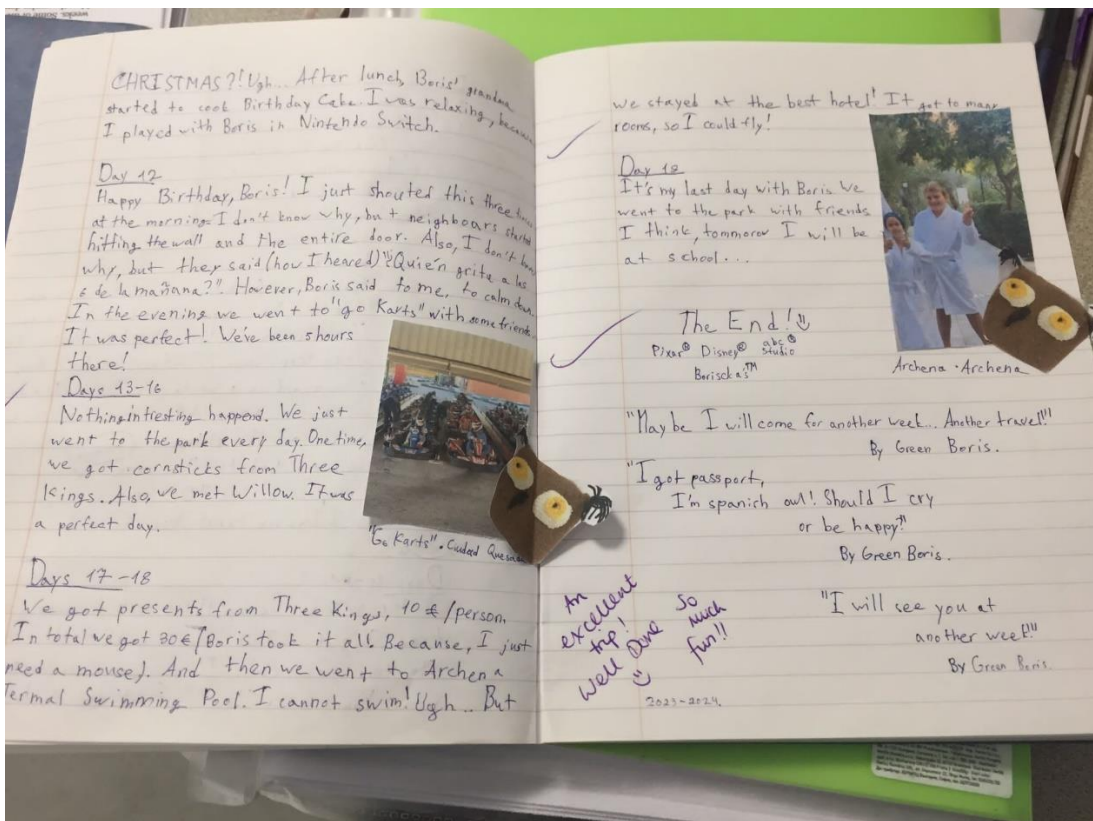 CHRISTMAS?! Ugh... After lunch, Boris' grandma
started to cook Birthday Cake. I was relaxing, because
I played with Boris in Nintendo Switch.
Day 12
Happy Birthday, Boris! I just shouted this three times
at the morning. I don't know why, but neighbours started
hitting the wall and the entire door. Also, I don't know
why, but they said (how I heared) "¿Quién grita a las
6 de la mañana?". However, Boris said to me, to calm down.
In the evening we went to "go Karts" with some friends.
It was perfect! We've been 5 hours
there!
Days 13-16
Nothing intresting happend. We just
went to the park every day. One time,
we got cornsticks from Three
Kings. Also, we met Willow. It was
a perfect day.
"Go Karts". Ciudad Quesada
Days 17-18
We got presents from Three Kings, 10 €/person.
In total we got 30€ (Boris took it all. Because, I just
need a mouse). And then we went to Archena
Termal Swimming Pool. I cannot swim! Ugh... But
we stayed at the best hotel! It got to many
rooms, so I could fly!
Day 19
It's my last day with Boris. We
went to the park with friends
I think, tommorow I will be
at school...
The End!
Pixar® Disney® abc® studio
Borisckas™
Archena · Archena
"Maybe I will come for another week... Another travel!"
By Green Boris.
"I got passport,
I'm spanich owl! Should I cry
or be happy?"
By Green Boris.
"I will see you at
another week!"
By Green Boris.
An
excellent
trip!
Well Done
So
much
fun!!
2023-2024.